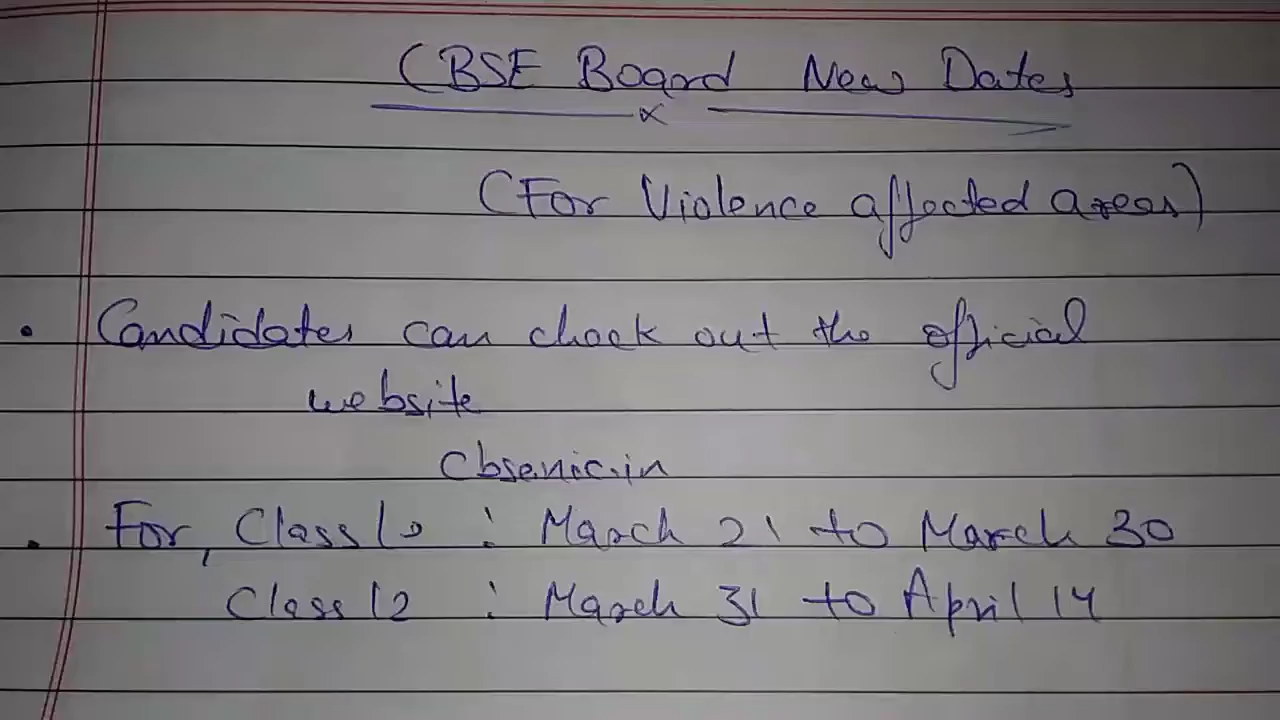 CBSE Board New Dates
(For Violence affected areas)
• Candidates can check out the official
website
Cbse.nic.in
• For, Class 10 : March 21 to March 30
Class 12 : March 31 to April 14